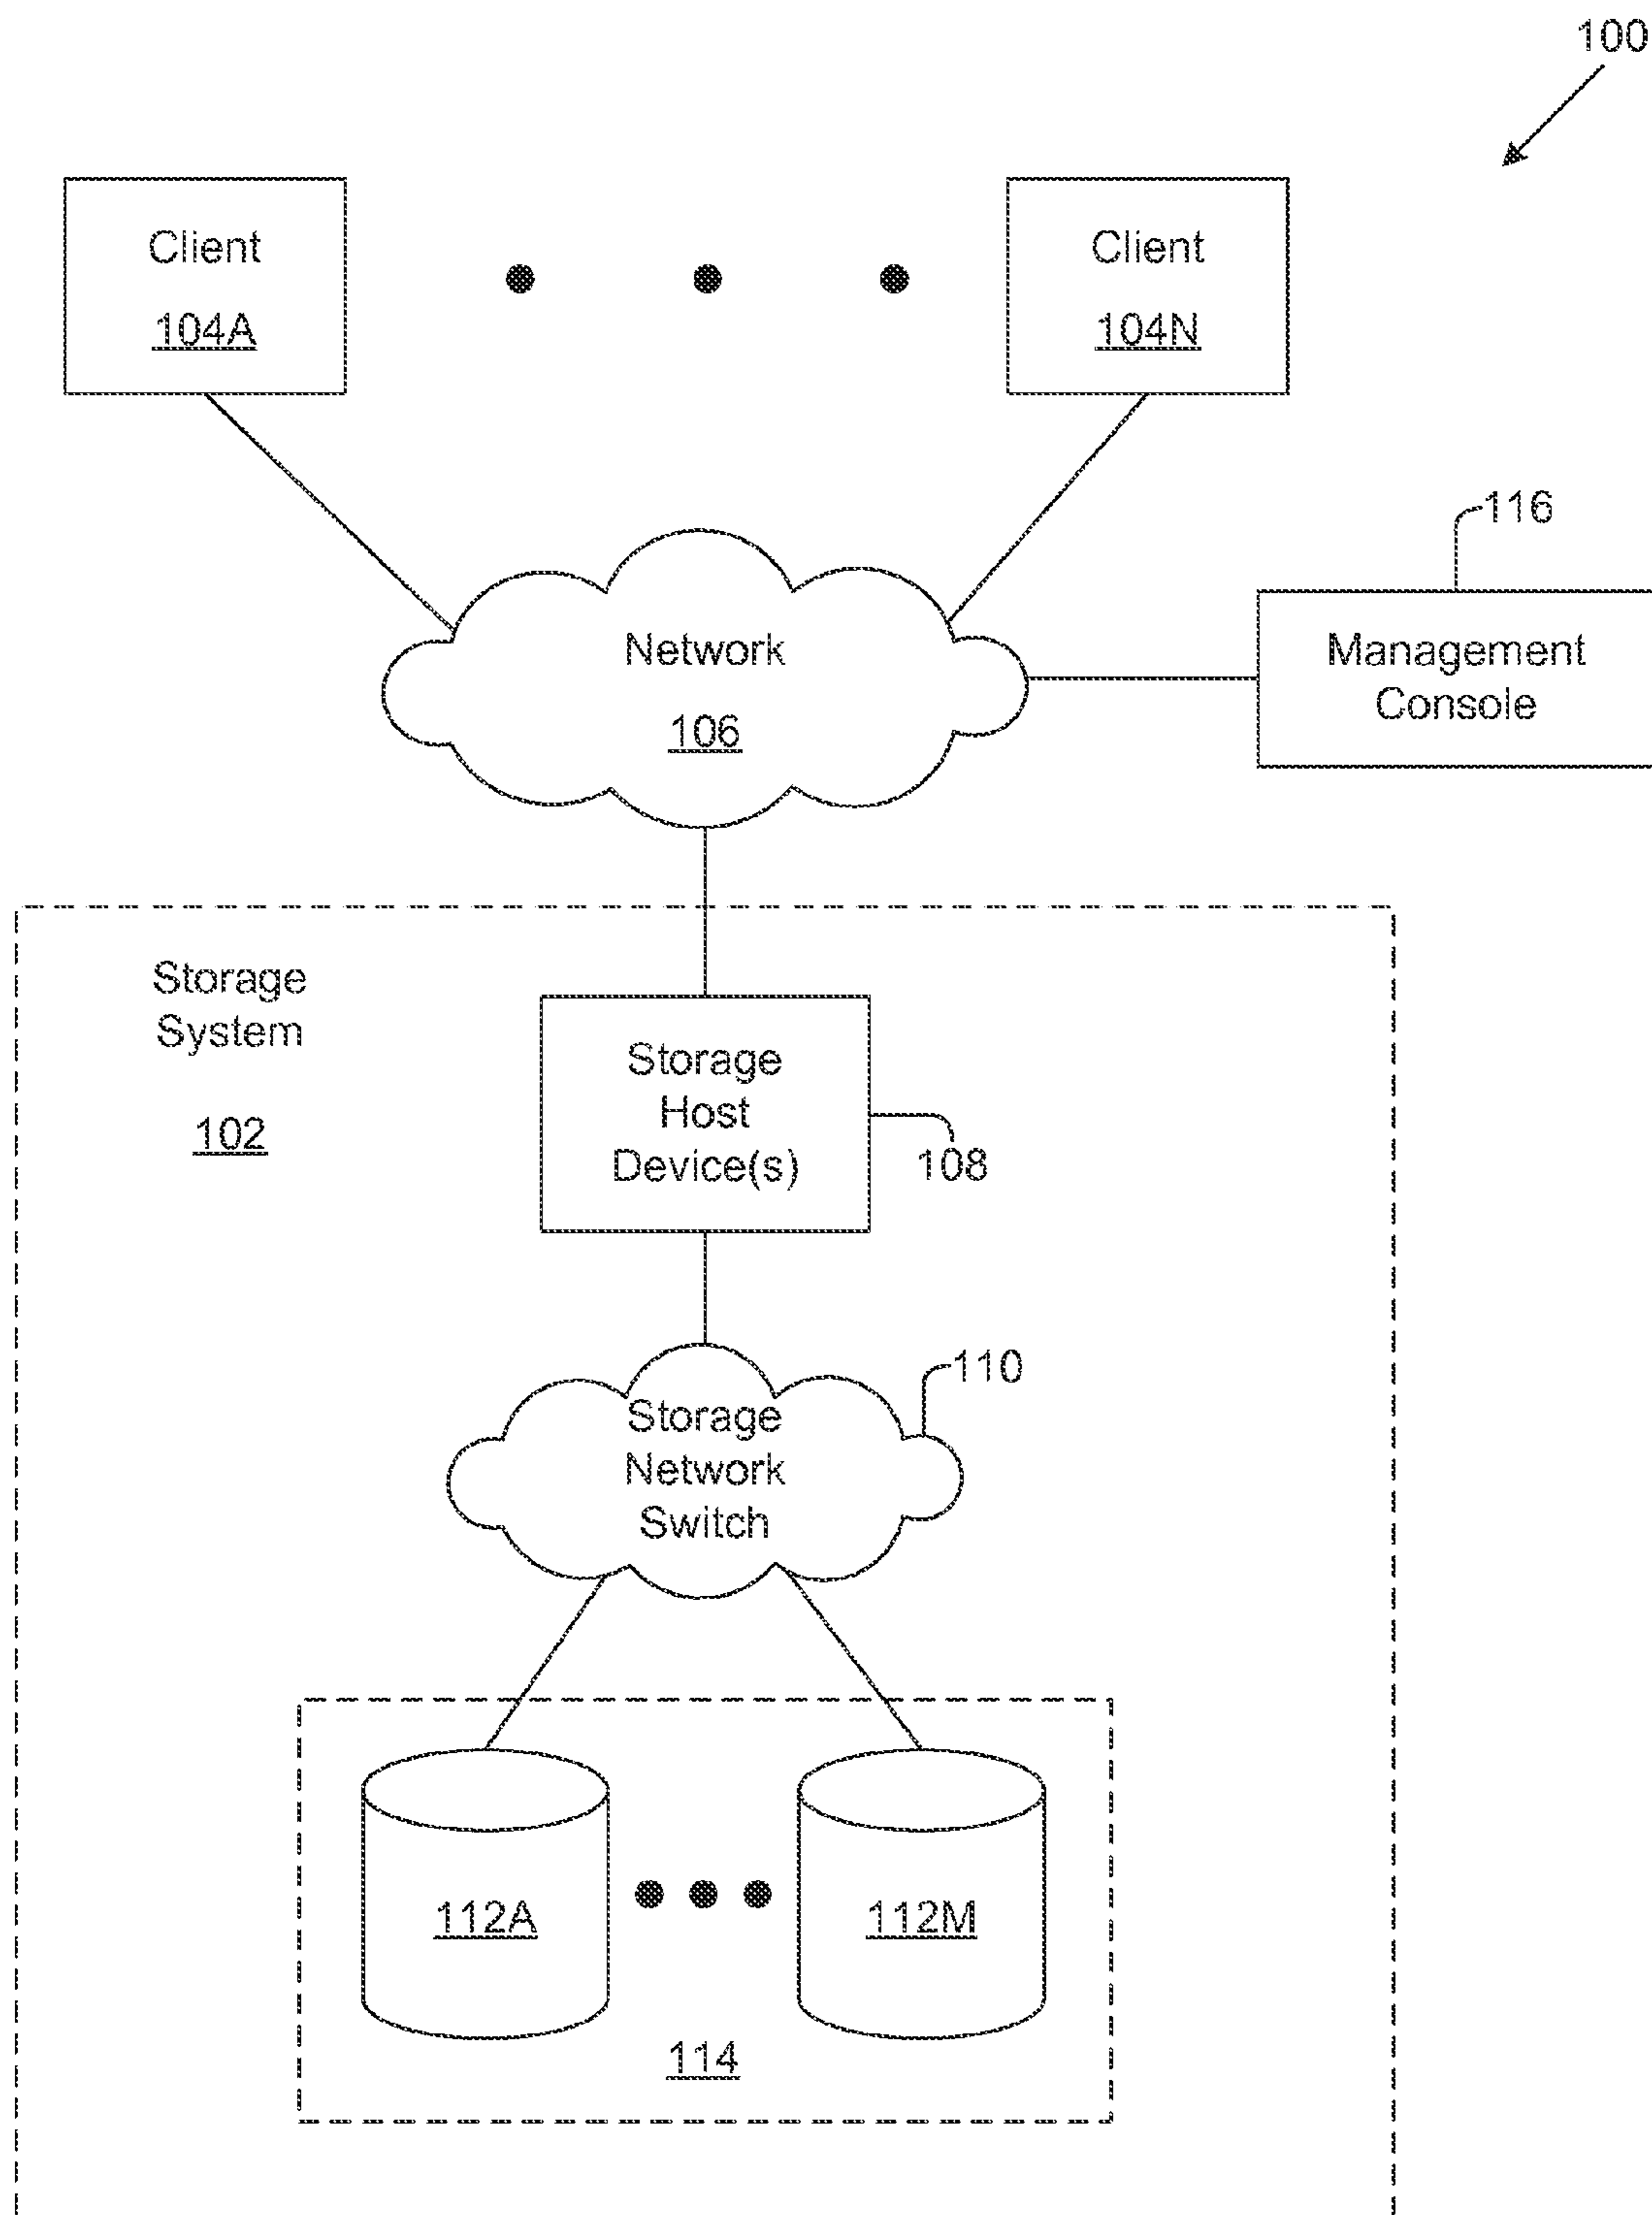 100
Client
104A
Client
104N
116
Network
106
Management
Console
Storage
System
102
Storage
Host
Device(s)
108
110
Storage
Network
Switch
112A
112M
114